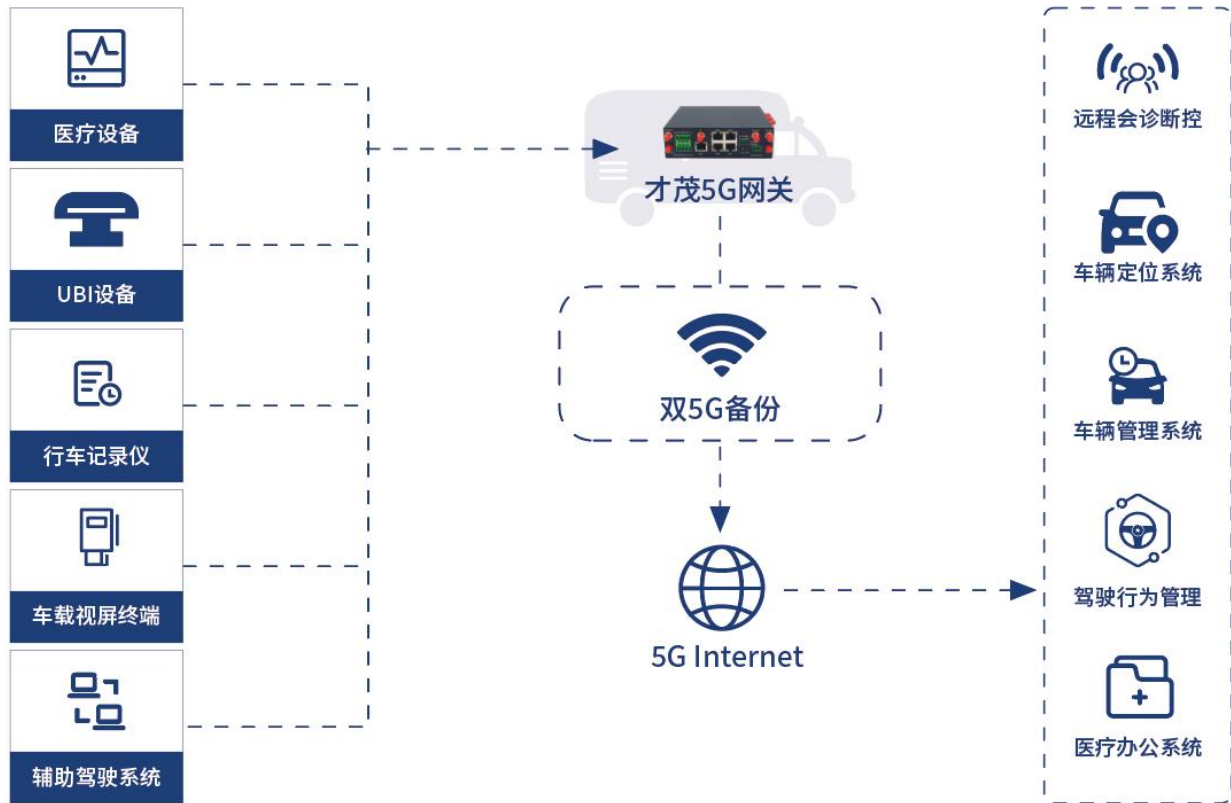 医疗设备
UBI设备
行车记录仪
车载视屏终端
辅助驾驶系统
才茂5G网关
双5G备份
5G Internet
远程会诊断控
车辆定位系统
车辆管理系统
驾驶行为管理
医疗办公系统